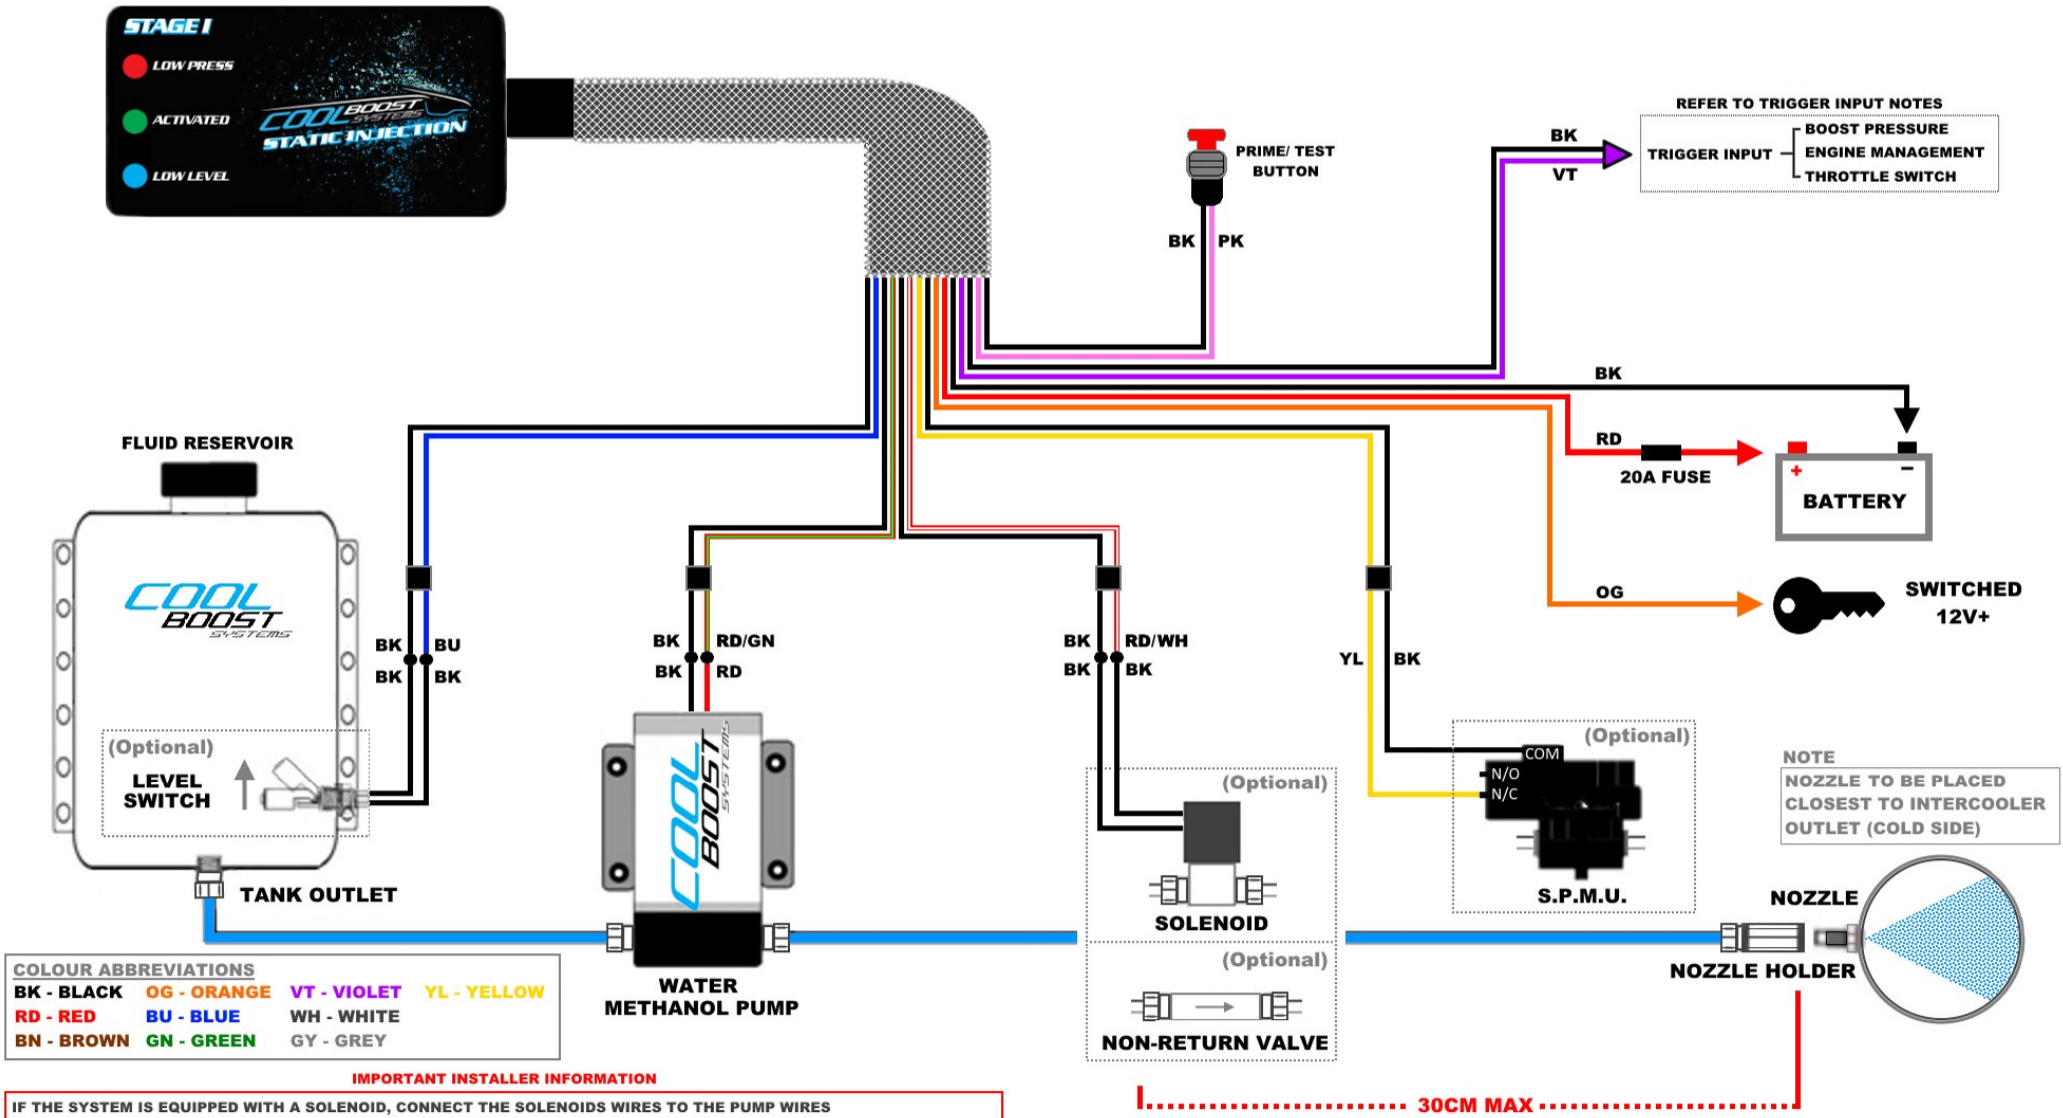 STAGE I
LOW PRESS
ACTIVATED
LOW LEVEL
COOLBOOST
SYSTEMS
STATIC INJECTION
PRIME/ TEST
BUTTON
BK PK
REFER TO TRIGGER INPUT NOTES
BK
VT
TRIGGER INPUT
BOOST PRESSURE
ENGINE MANAGEMENT
THROTTLE SWITCH
BK
RD
20A FUSE
+ −
BATTERY
OG
SWITCHED
12V+
FLUID RESERVOIR
COOL
BOOST
SYSTEMS
(Optional)
LEVEL
SWITCH
TANK OUTLET
BK BU
BK BK
BK RD/GN
BK RD
COOL
BOOST
SYSTEMS
WATER
METHANOL PUMP
BK RD/WH
BK BK
(Optional)
SOLENOID
(Optional)
NON-RETURN VALVE
YL BK
(Optional)
COM
N/O
N/C
S.P.M.U.
NOTE
NOZZLE TO BE PLACED
CLOSEST TO INTERCOOLER
OUTLET (COLD SIDE)
NOZZLE
NOZZLE HOLDER
30CM MAX
COLOUR ABBREVIATIONS
BK - BLACK OG - ORANGE VT - VIOLET YL - YELLOW
RD - RED BU - BLUE WH - WHITE
BN - BROWN GN - GREEN GY - GREY
IMPORTANT INSTALLER INFORMATION
IF THE SYSTEM IS EQUIPPED WITH A SOLENOID, CONNECT THE SOLENOIDS WIRES TO THE PUMP WIRES